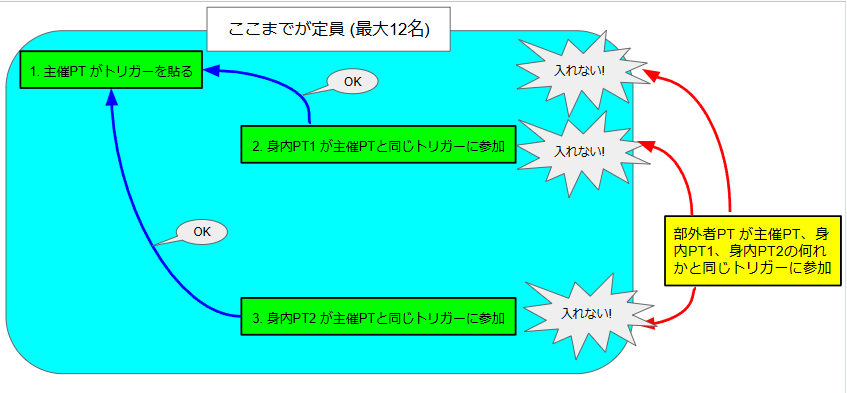 ここまでが定員 (最大12名)
1. 主催PT がトリガーを貼る
入れない!
OK
2. 身内PT1 が主催PTと同じトリガーに参加
入れない!
OK
部外者PT が主催PT、身
内PT1、身内PT2の何れ
かと同じトリガーに参加
3. 身内PT2 が主催PTと同じトリガーに参加
入れない!